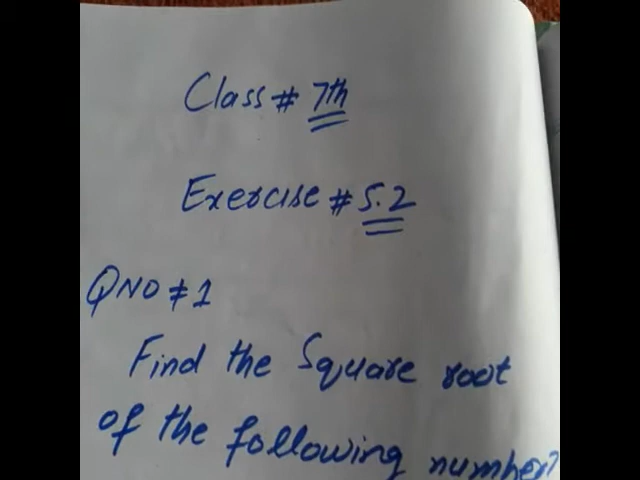 Class # 7th
Exercise # 5.2
QNO # 1
Find the Square root
of the following number